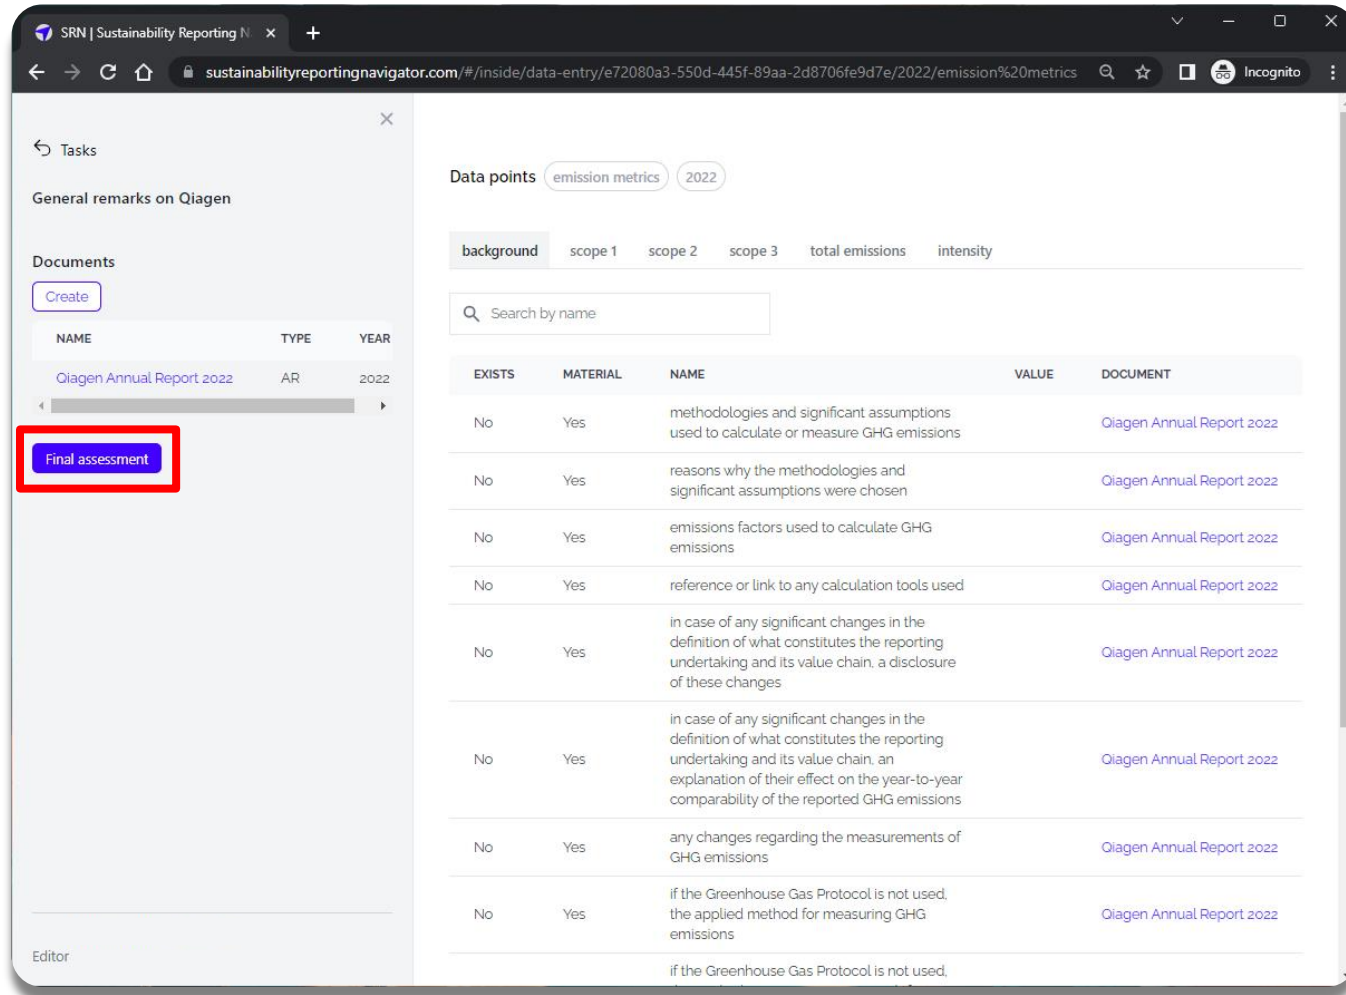 SRN | Sustainability Reporting N
sustainabilityreportingnavigator.com/#/inside/data-entry/e72080a3-550d-445f-89aa-2d8706fe9d7e/2022/emission%20metrics
Incognito
Tasks
General remarks on Qiagen
Documents
Create
NAME TYPE YEAR
Qiagen Annual Report 2022 AR 2022
Final assessment
Editor
Data points emission metrics 2022
background scope 1 scope 2 scope 3 total emissions intensity
Search by name
EXISTS MATERIAL NAME VALUE DOCUMENT
No Yes methodologies and significant assumptions
used to calculate or measure GHG emissions Qiagen Annual Report 2022
No Yes reasons why the methodologies and
significant assumptions were chosen Qiagen Annual Report 2022
No Yes emissions factors used to calculate GHG
emissions Qiagen Annual Report 2022
No Yes reference or link to any calculation tools used Qiagen Annual Report 2022
No Yes in case of any significant changes in the
definition of what constitutes the reporting
undertaking and its value chain, a disclosure
of these changes Qiagen Annual Report 2022
No Yes in case of any significant changes in the
definition of what constitutes the reporting
undertaking and its value chain, an
explanation of their effect on the year-to-year
comparability of the reported GHG emissions Qiagen Annual Report 2022
No Yes any changes regarding the measurements of
GHG emissions Qiagen Annual Report 2022
No Yes if the Greenhouse Gas Protocol is not used,
the applied method for measuring GHG
emissions Qiagen Annual Report 2022
if the Greenhouse Gas Protocol is not used,